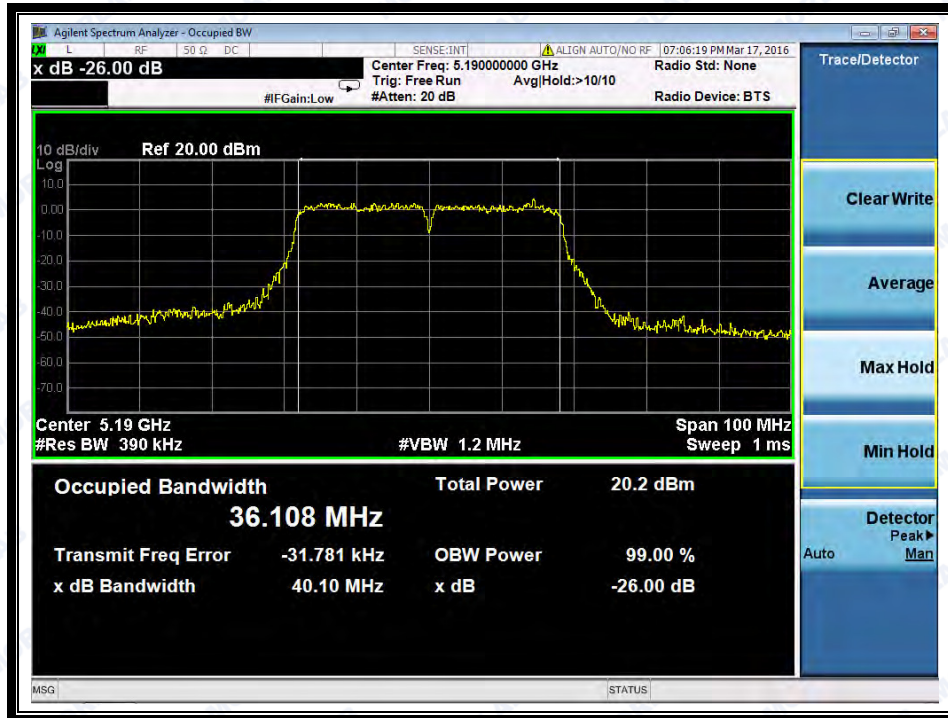 Agilent Spectrum Analyzer - Occupied BW
LXI L RF 50 Ω DC SENSE:INT ALIGN AUTO/NO RF 07:06:19 PM Mar 17, 2016
x dB -26.00 dB Center Freq: 5.190000000 GHz Radio Std: None
Trig: Free Run Avg|Hold:>10/10
#IFGain:Low #Atten: 20 dB Radio Device: BTS
10 dB/div Ref 20.00 dBm
Log
10.0
0.00
-10.0
-20.0
-30.0
-40.0
-50.0
-60.0
-70.0
Center 5.19 GHz Span 100 MHz
#Res BW 390 kHz #VBW 1.2 MHz Sweep 1 ms
Occupied Bandwidth Total Power 20.2 dBm
36.108 MHz
Transmit Freq Error -31.781 kHz OBW Power 99.00 %
x dB Bandwidth 40.10 MHz x dB -26.00 dB
MSG STATUS
Trace/Detector
Clear Write
Average
Max Hold
Min Hold
Detector
Peak▶
Auto Man